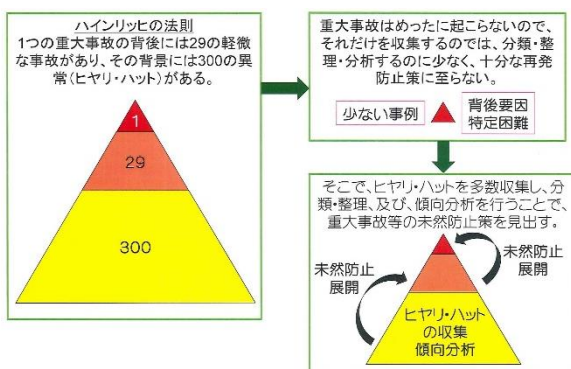 ハインリッヒの法則
1つの重大事故の背後には29の軽微
な事故があり、その背景には300の異
常(ヒヤリ・ハット)がある。
1
29
300
重大事故はめったに起こらないので、
それだけを収集するのでは、分類・整
理・分析するのに少なく、十分な再発
防止策に至らない。
少ない事例
背後要因
特定困難
そこで、ヒヤリ・ハットを多数収集し、分
類・整理、及び、傾向分析を行うことで、
重大事故等の未然防止策を見出す。
未然防止
展開
未然防止
展開
ヒヤリ・ハット
の収集
傾向分析